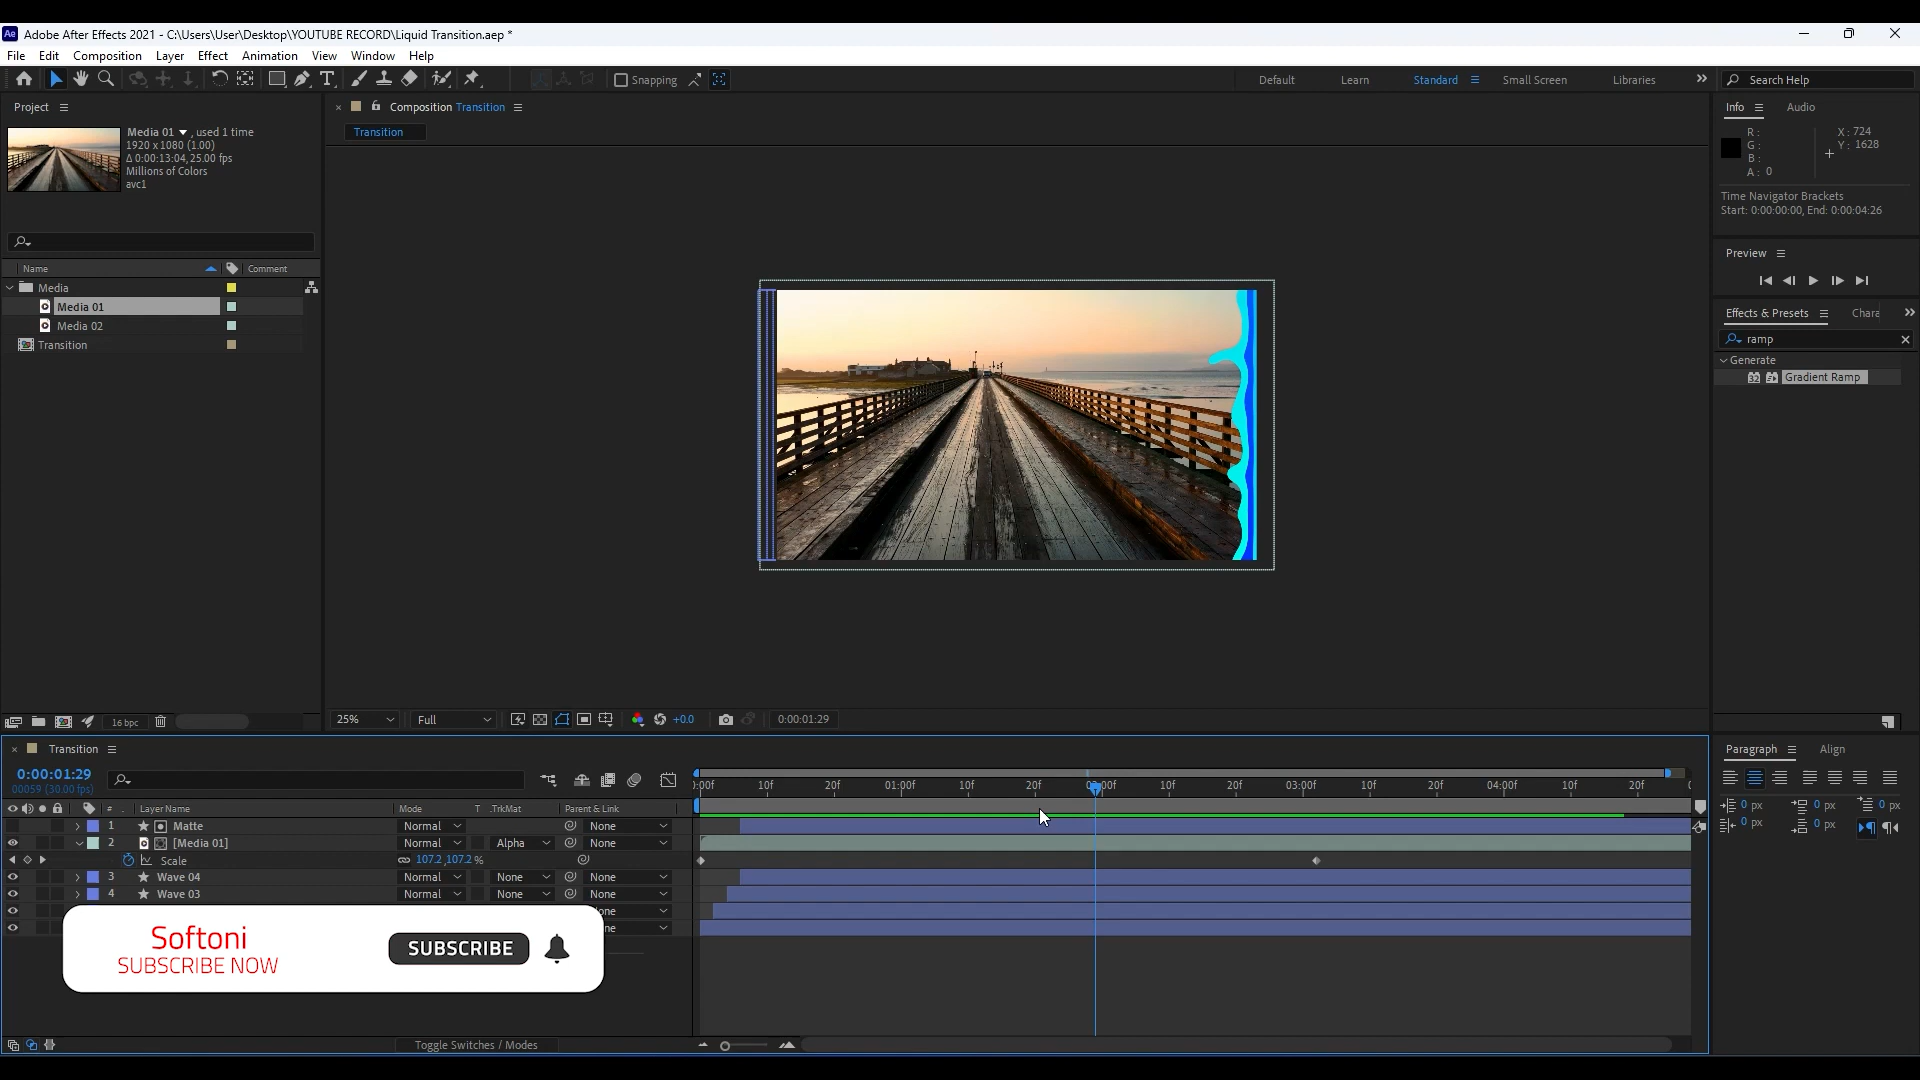 Adobe After Effects 2021 - C:\Users\User\Desktop\YOUTUBE RECORD\Liquid Transition.aep *
File Edit Composition Layer Effect Animation View Window Help
Snapping
Default Learn Standard Small Screen Libraries
Search Help
Project
Composition Transition
Info Audio
Transition
Media 01 , used 1 time
1920 x 1080 (1.00)
Δ 0:00:13:04, 25.00 fps
Millions of Colors
avc1
R :
G :
B :
A : 0
X : 724
Y : 1628
Time Navigator Brackets
Start: 0:00:00:00, End: 0:00:04:26
Name Comment
Media
Media 01
Media 02
Transition
Preview
Effects & Presets Chara
ramp
Generate
32 Gradient Ramp
16 bpc
25% Full +0.0 0:00:01:29
Transition
0:00:01:29
00059 (30.00 fps)
:00f 10f 20f 01:00f 10f 20f 02:00f 10f 20f 03:00f 10f 20f 04:00f 10f 20f
# Layer Name Mode T .TrkMat Parent & Link
1 Matte Normal None
2 [Media 01] Normal Alpha None
Scale 107.2,107.2 %
3 Wave 04 Normal None None
4 Wave 03 Normal None None
one
ne
Softoni
SUBSCRIBE NOW
SUBSCRIBE
Toggle Switches / Modes
Paragraph Align
0 px 0 px 0 px
0 px 0 px